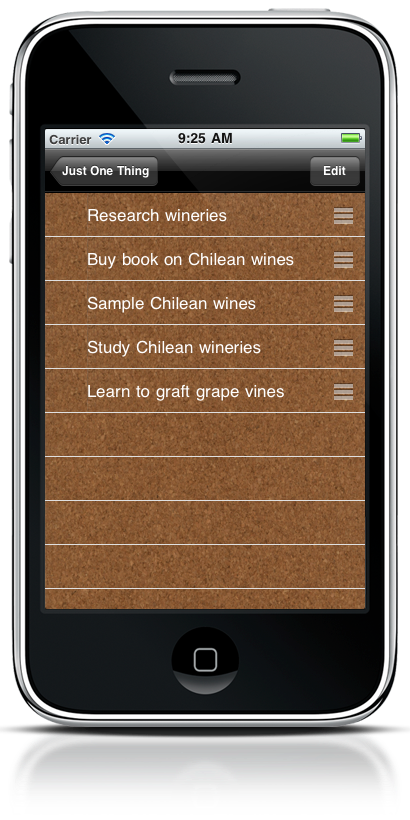 Carrier 9:25 AM
Just One Thing Edit
Research wineries
Buy book on Chilean wines
Sample Chilean wines
Study Chilean wineries
Learn to graft grape vines